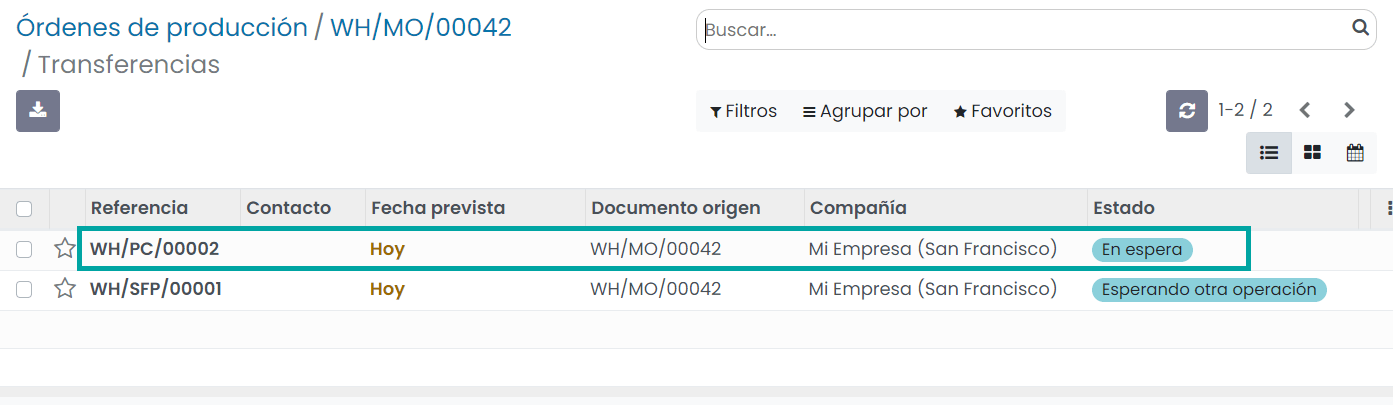 Órdenes de producción / WH/MO/00042
/ Transferencias
Buscar...
Filtros Agrupar por Favoritos
1-2 / 2
Referencia Contacto Fecha prevista Documento origen Compañía Estado
WH/PC/00002 Hoy WH/MO/00042 Mi Empresa (San Francisco) En espera
WH/SFP/00001 Hoy WH/MO/00042 Mi Empresa (San Francisco) Esperando otra operación